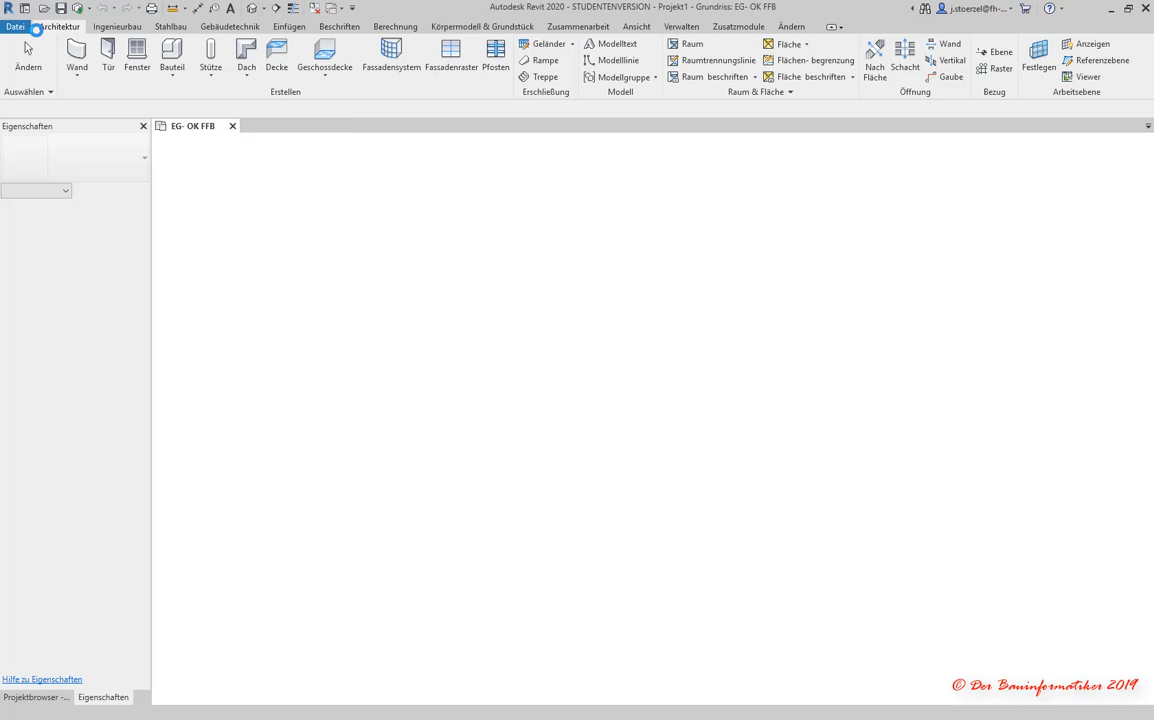 Autodesk Revit 2020 - STUDENTENVERSION - Projekt1 - Grundriss: EG- OK FFB
j.stoerzel@fh-...
Datei Architektur Ingenieurbau Stahlbau Gebäudetechnik Einfügen Beschriften Berechnung Körpermodell & Grundstück Zusammenarbeit Ansicht Verwalten Zusatzmodule Ändern
Ändern Wand Tür Fenster Bauteil Stütze Dach Decke Geschossdecke Fassadensystem Fassadenraster Pfosten
Geländer Modelltext Raum Fläche Wand Anzeigen
Rampe Modelllinie Raumtrennungslinie Flächen- begrenzung Vertikal Ebene Referenzebene
Treppe Modellgruppe Raum beschriften Fläche beschriften Gaube Raster Viewer
Nach Fläche Schacht Festlegen
Auswählen Erstellen Erschließung Modell Raum & Fläche Öffnung Bezug Arbeitsebene
Eigenschaften EG- OK FFB
Hilfe zu Eigenschaften
Projektbrowser -... Eigenschaften
© Der Bauinformatiker 2019